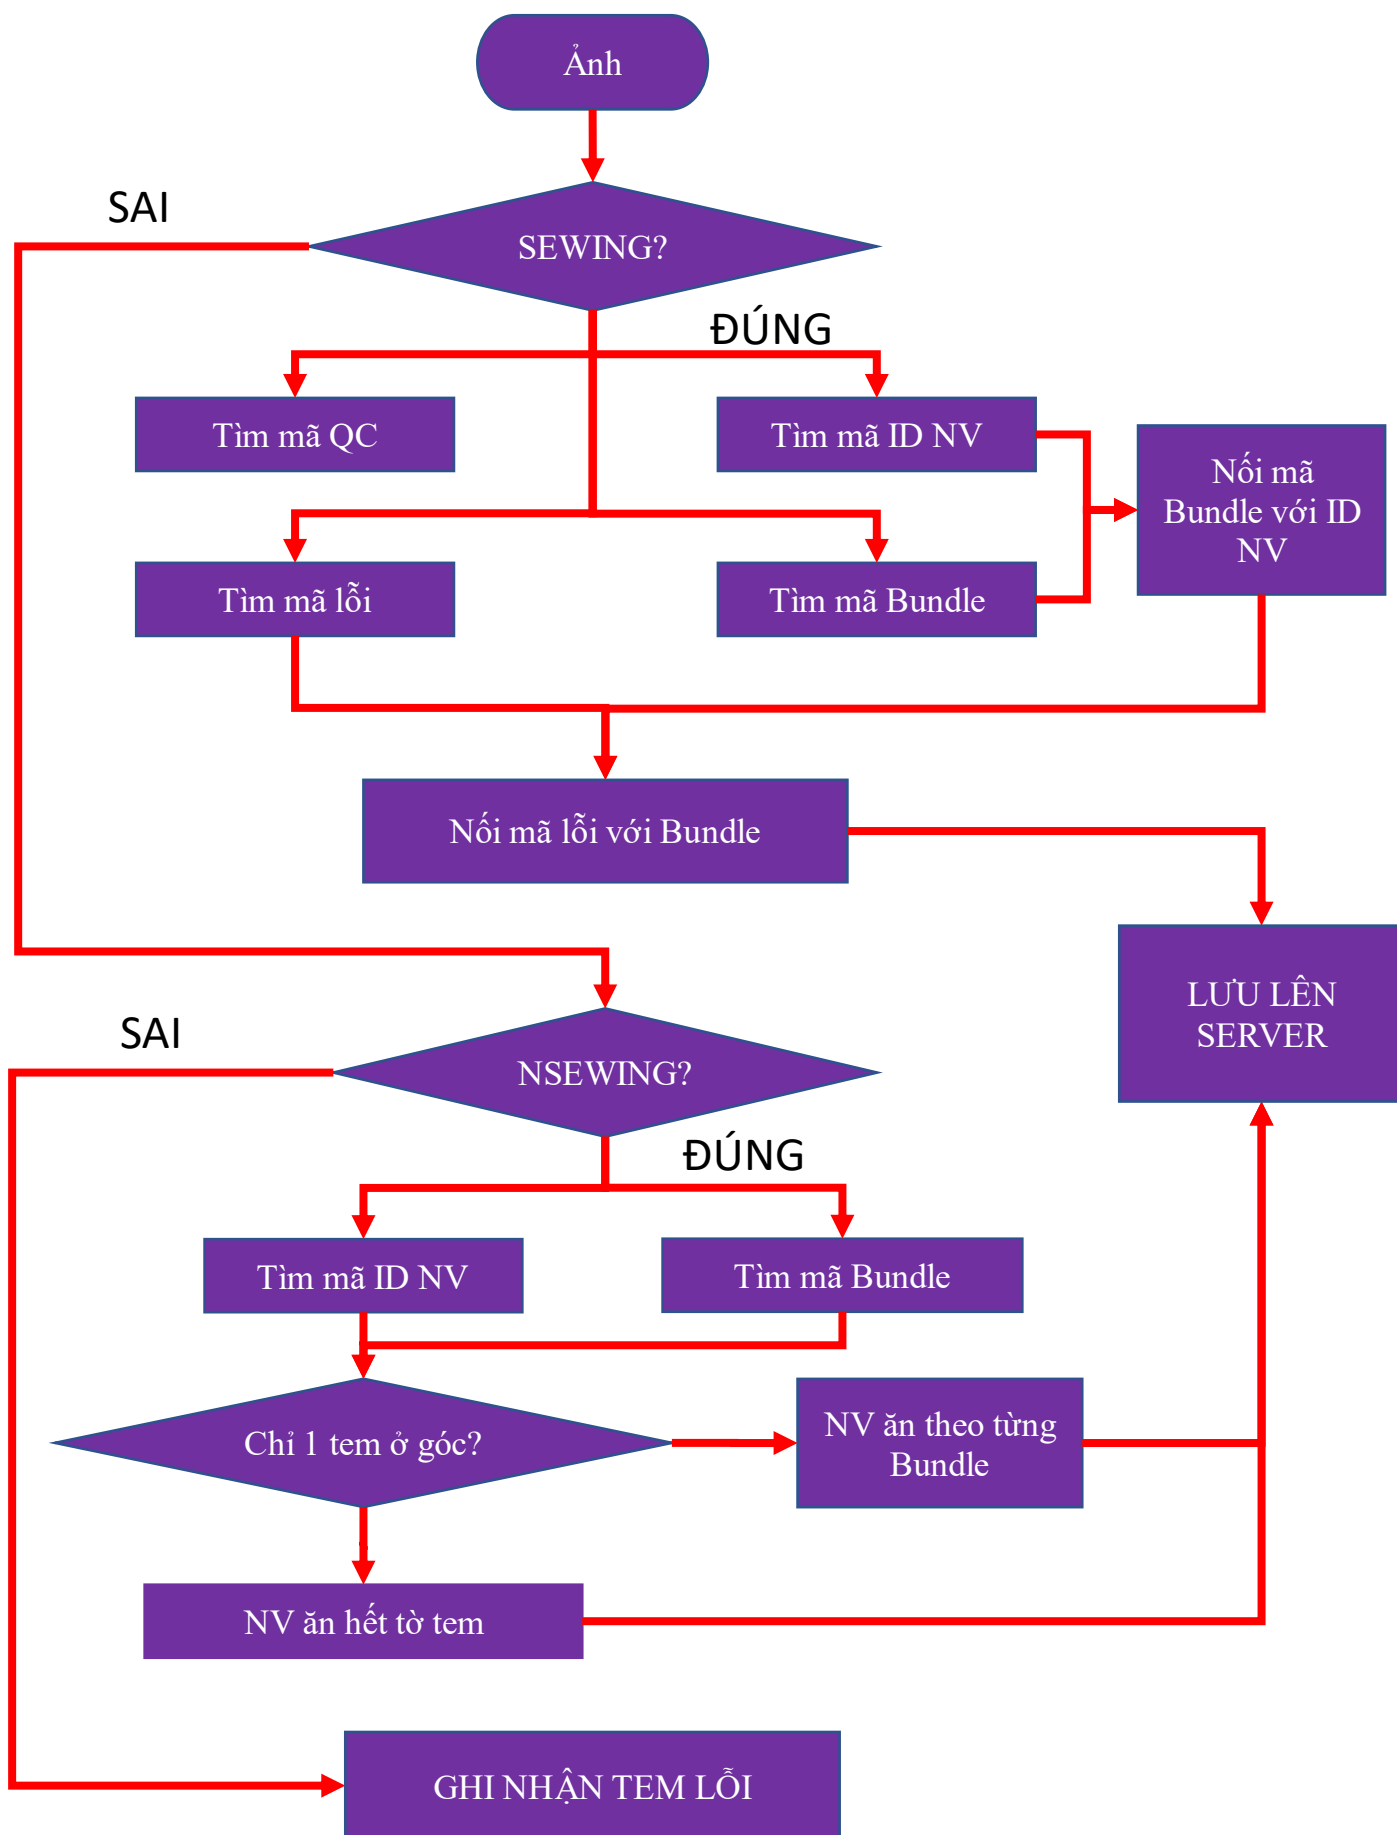 Ảnh
SAI
SEWING?
ĐÚNG
Tìm mã QC
Tìm mã ID NV
Nối mã
Bundle với ID
NV
Tìm mã lỗi
Tìm mã Bundle
Nối mã lỗi với Bundle
LƯU LÊN
SERVER
SAI
NSEWING?
ĐÚNG
Tìm mã ID NV
Tìm mã Bundle
Chỉ 1 tem ở góc?
NV ăn theo từng
Bundle
NV ăn hết tờ tem
GHI NHẬN TEM LỖI